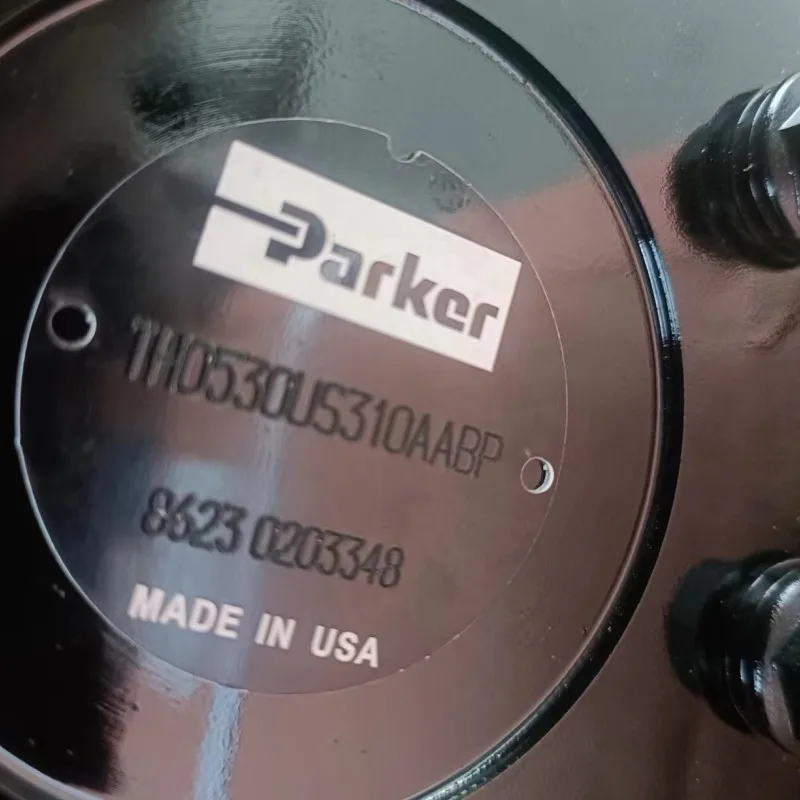 Parker
TH0530US310AABP
8623 0203348
MADE IN USA